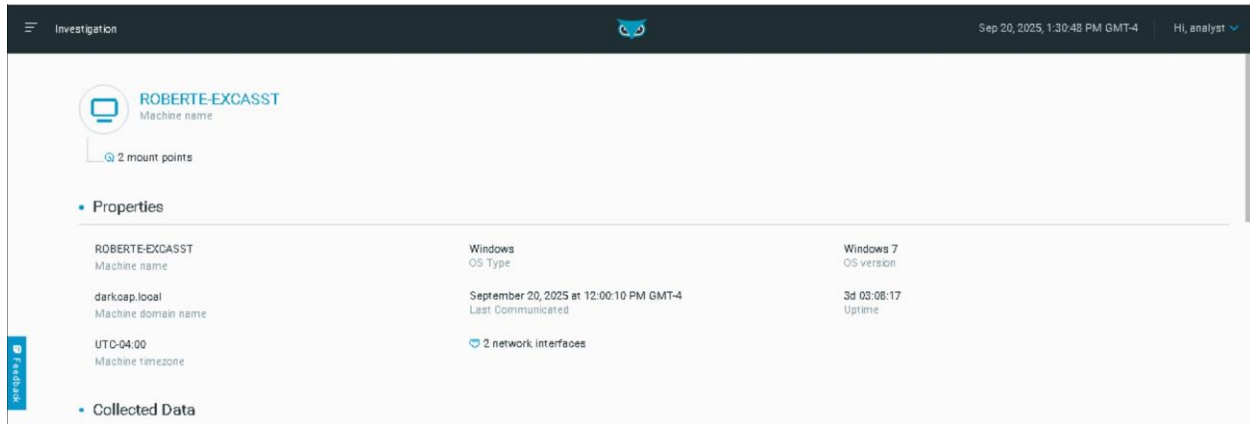 Investigation
Sep 20, 2025, 1:30:48 PM GMT-4
Hi, analyst
ROBERTE-EXCASST
Machine name
2 mount points
Properties
ROBERTE-EXCASST
Machine name
Windows
OS Type
Windows 7
OS version
darkcap.local
Machine domain name
September 20, 2025 at 12:00:10 PM GMT-4
Last Communicated
3d 03:08:17
Uptime
UTC-04:00
Machine timezone
2 network interfaces
Feedback
Collected Data